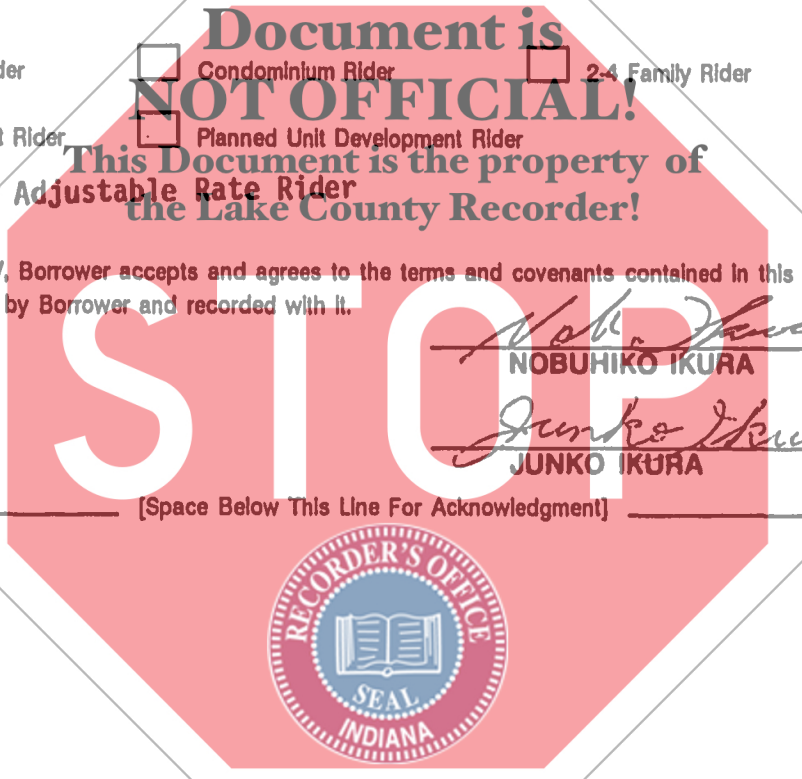 Document is
der Condominium Rider 2-4 Family Rider
NOT OFFICIAL!
t Rider Planned Unit Development Rider
This Document is the property of
Adjustable Rate Rider
the Lake County Recorder!
, Borrower accepts and agrees to the terms and covenants contained in this
by Borrower and recorded with it.
STOP
NOBUHIKO IKURA
Junko Iku
JUNKO IKURA
[Space Below This Line For Acknowledgment]
RECORDER'S OFFICE
SEAL
INDIANA